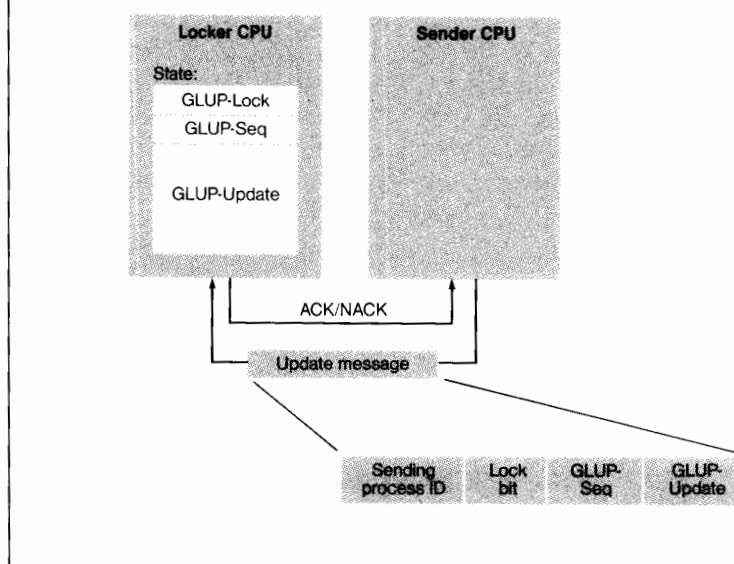 Locker CPU
Sender CPU
State:
GLUP-Lock
GLUP-Seq
GLUP-Update
ACK/NACK
Update message
Sending
process ID
Lock
bit
GLUP-
Seq
GLUP-
Update